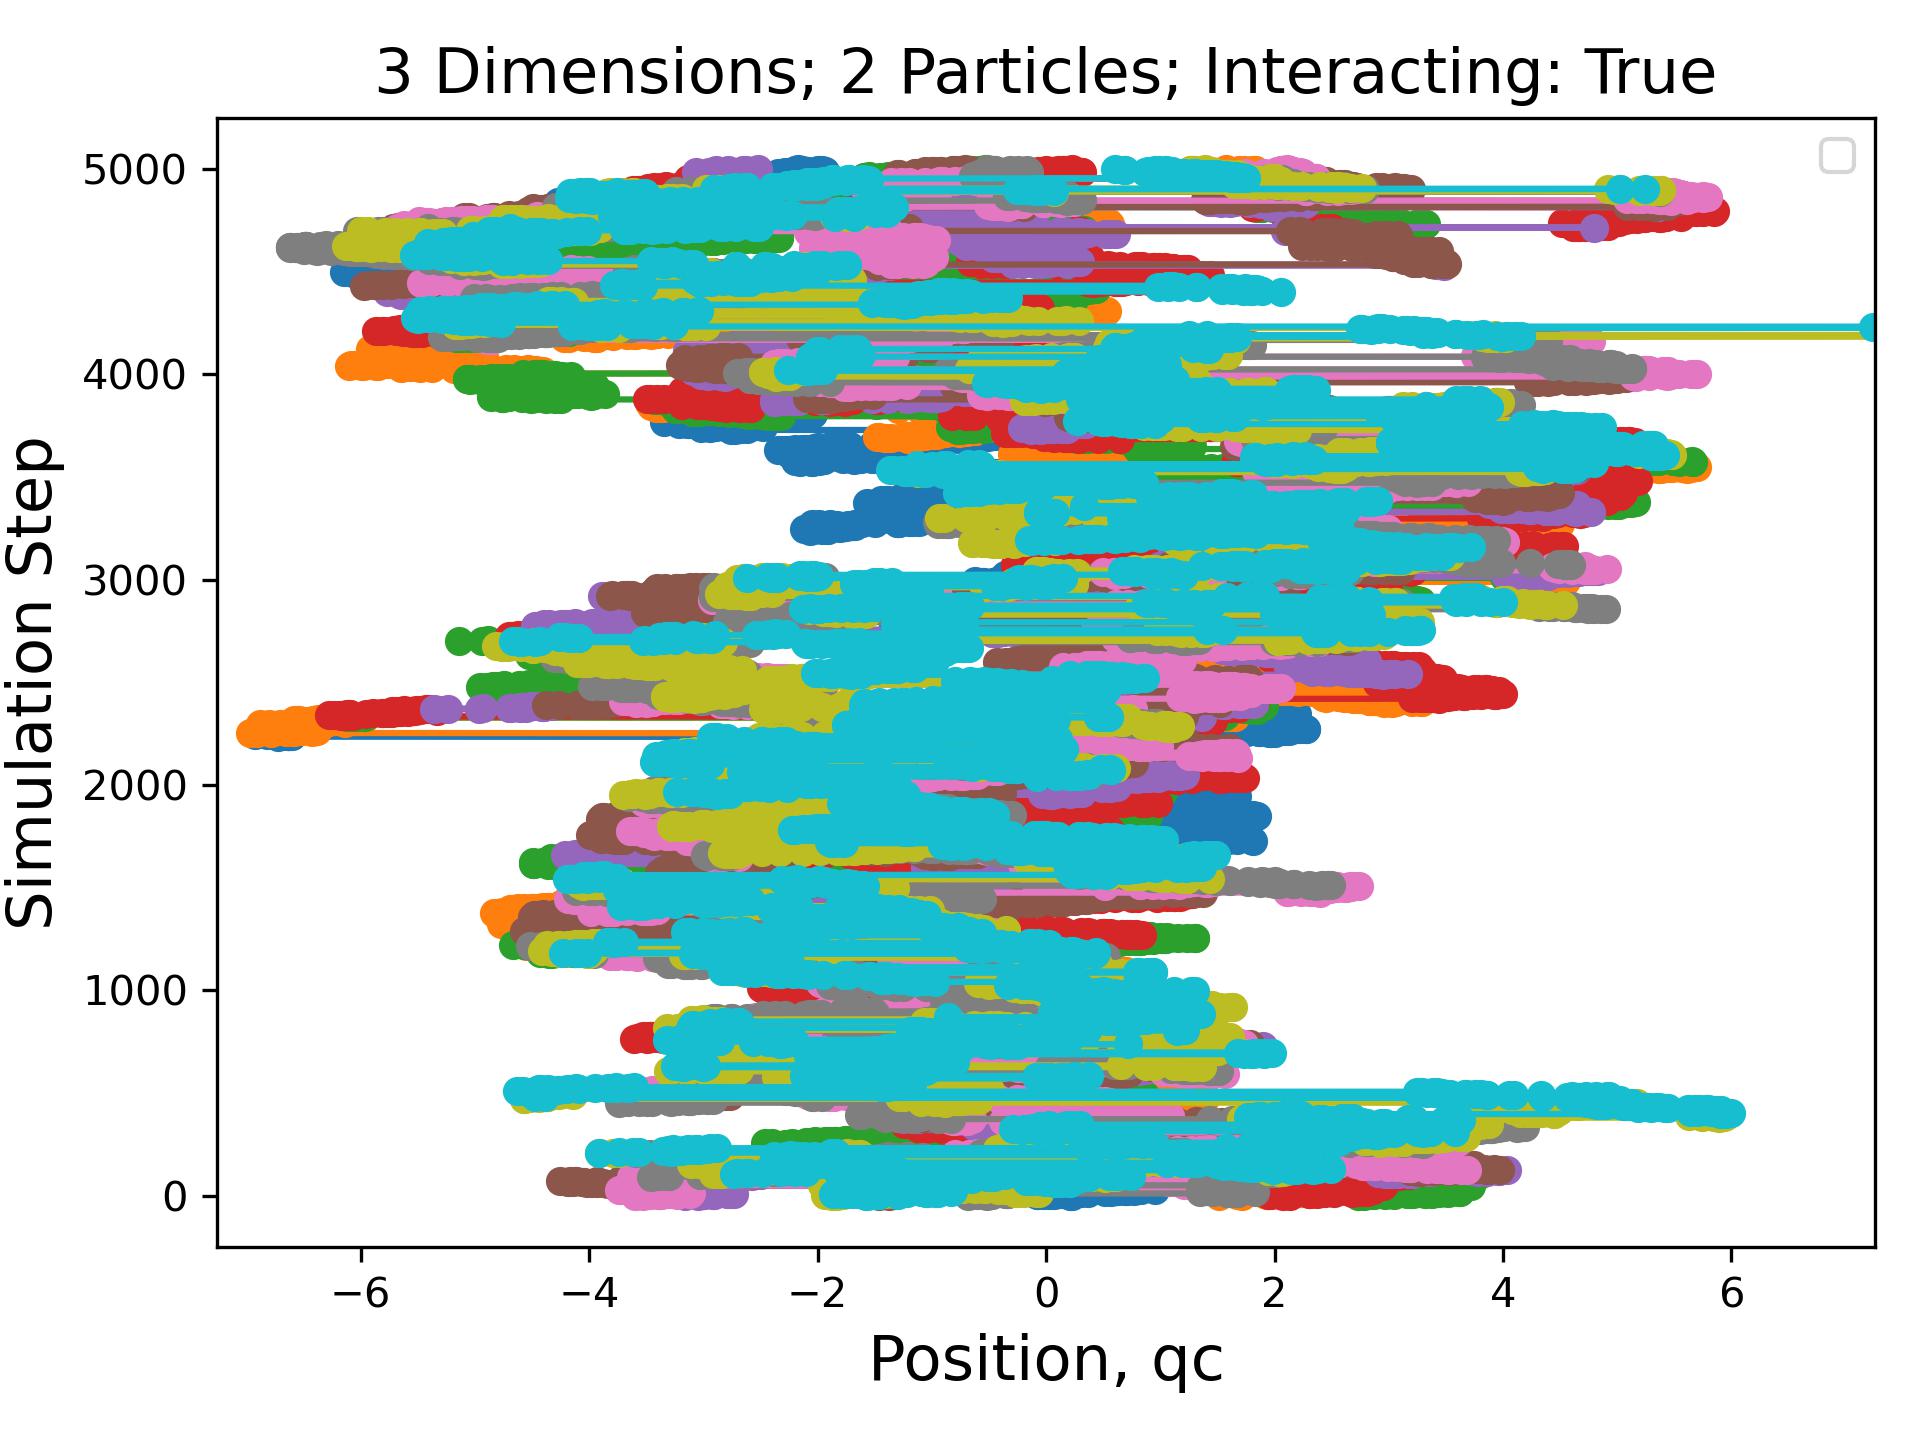 3 Dimensions; 2 Particles; Interacting: True
Simulation Step
5000
4000
3000
2000
1000
0
−6 −4 −2 0 2 4 6
Position, qc